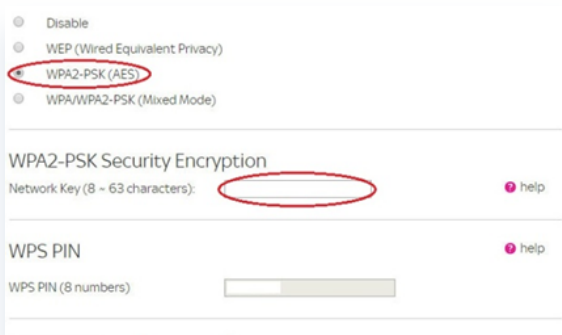 Disable
WEP (Wired Equivalent Privacy)
WPA2-PSK (AES)
WPA/WPA2-PSK (Mixed Mode)
WPA2-PSK Security Encryption
Network Key (8 ~ 63 characters):
? help
WPS PIN
? help
WPS PIN (8 numbers)